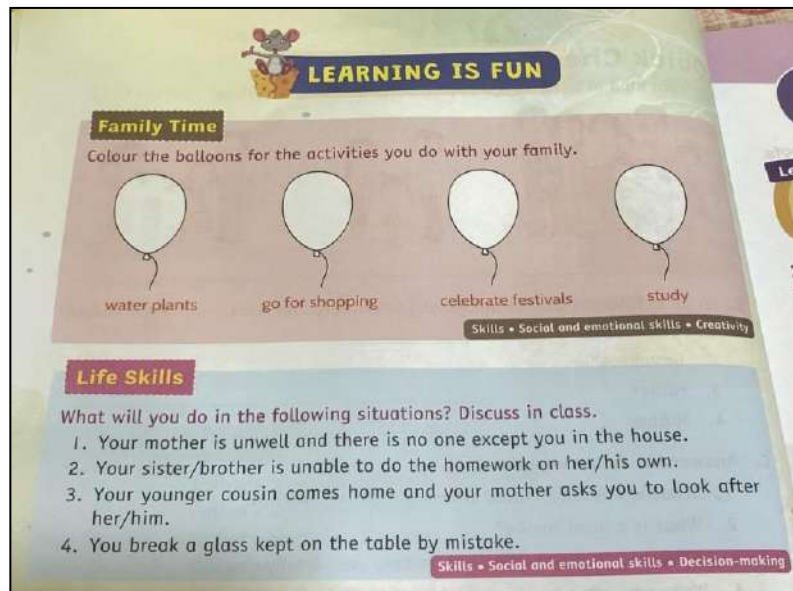 LEARNING IS FUN
Family Time
Colour the balloons for the activities you do with your family.
water plants
go for shopping
celebrate festivals
study
Skills • Social and emotional skills • Creativity
Life Skills
What will you do in the following situations? Discuss in class.
1. Your mother is unwell and there is no one except you in the house.
2. Your sister/brother is unable to do the homework on her/his own.
3. Your younger cousin comes home and your mother asks you to look after
her/him.
4. You break a glass kept on the table by mistake.
Skills • Social and emotional skills • Decision-making